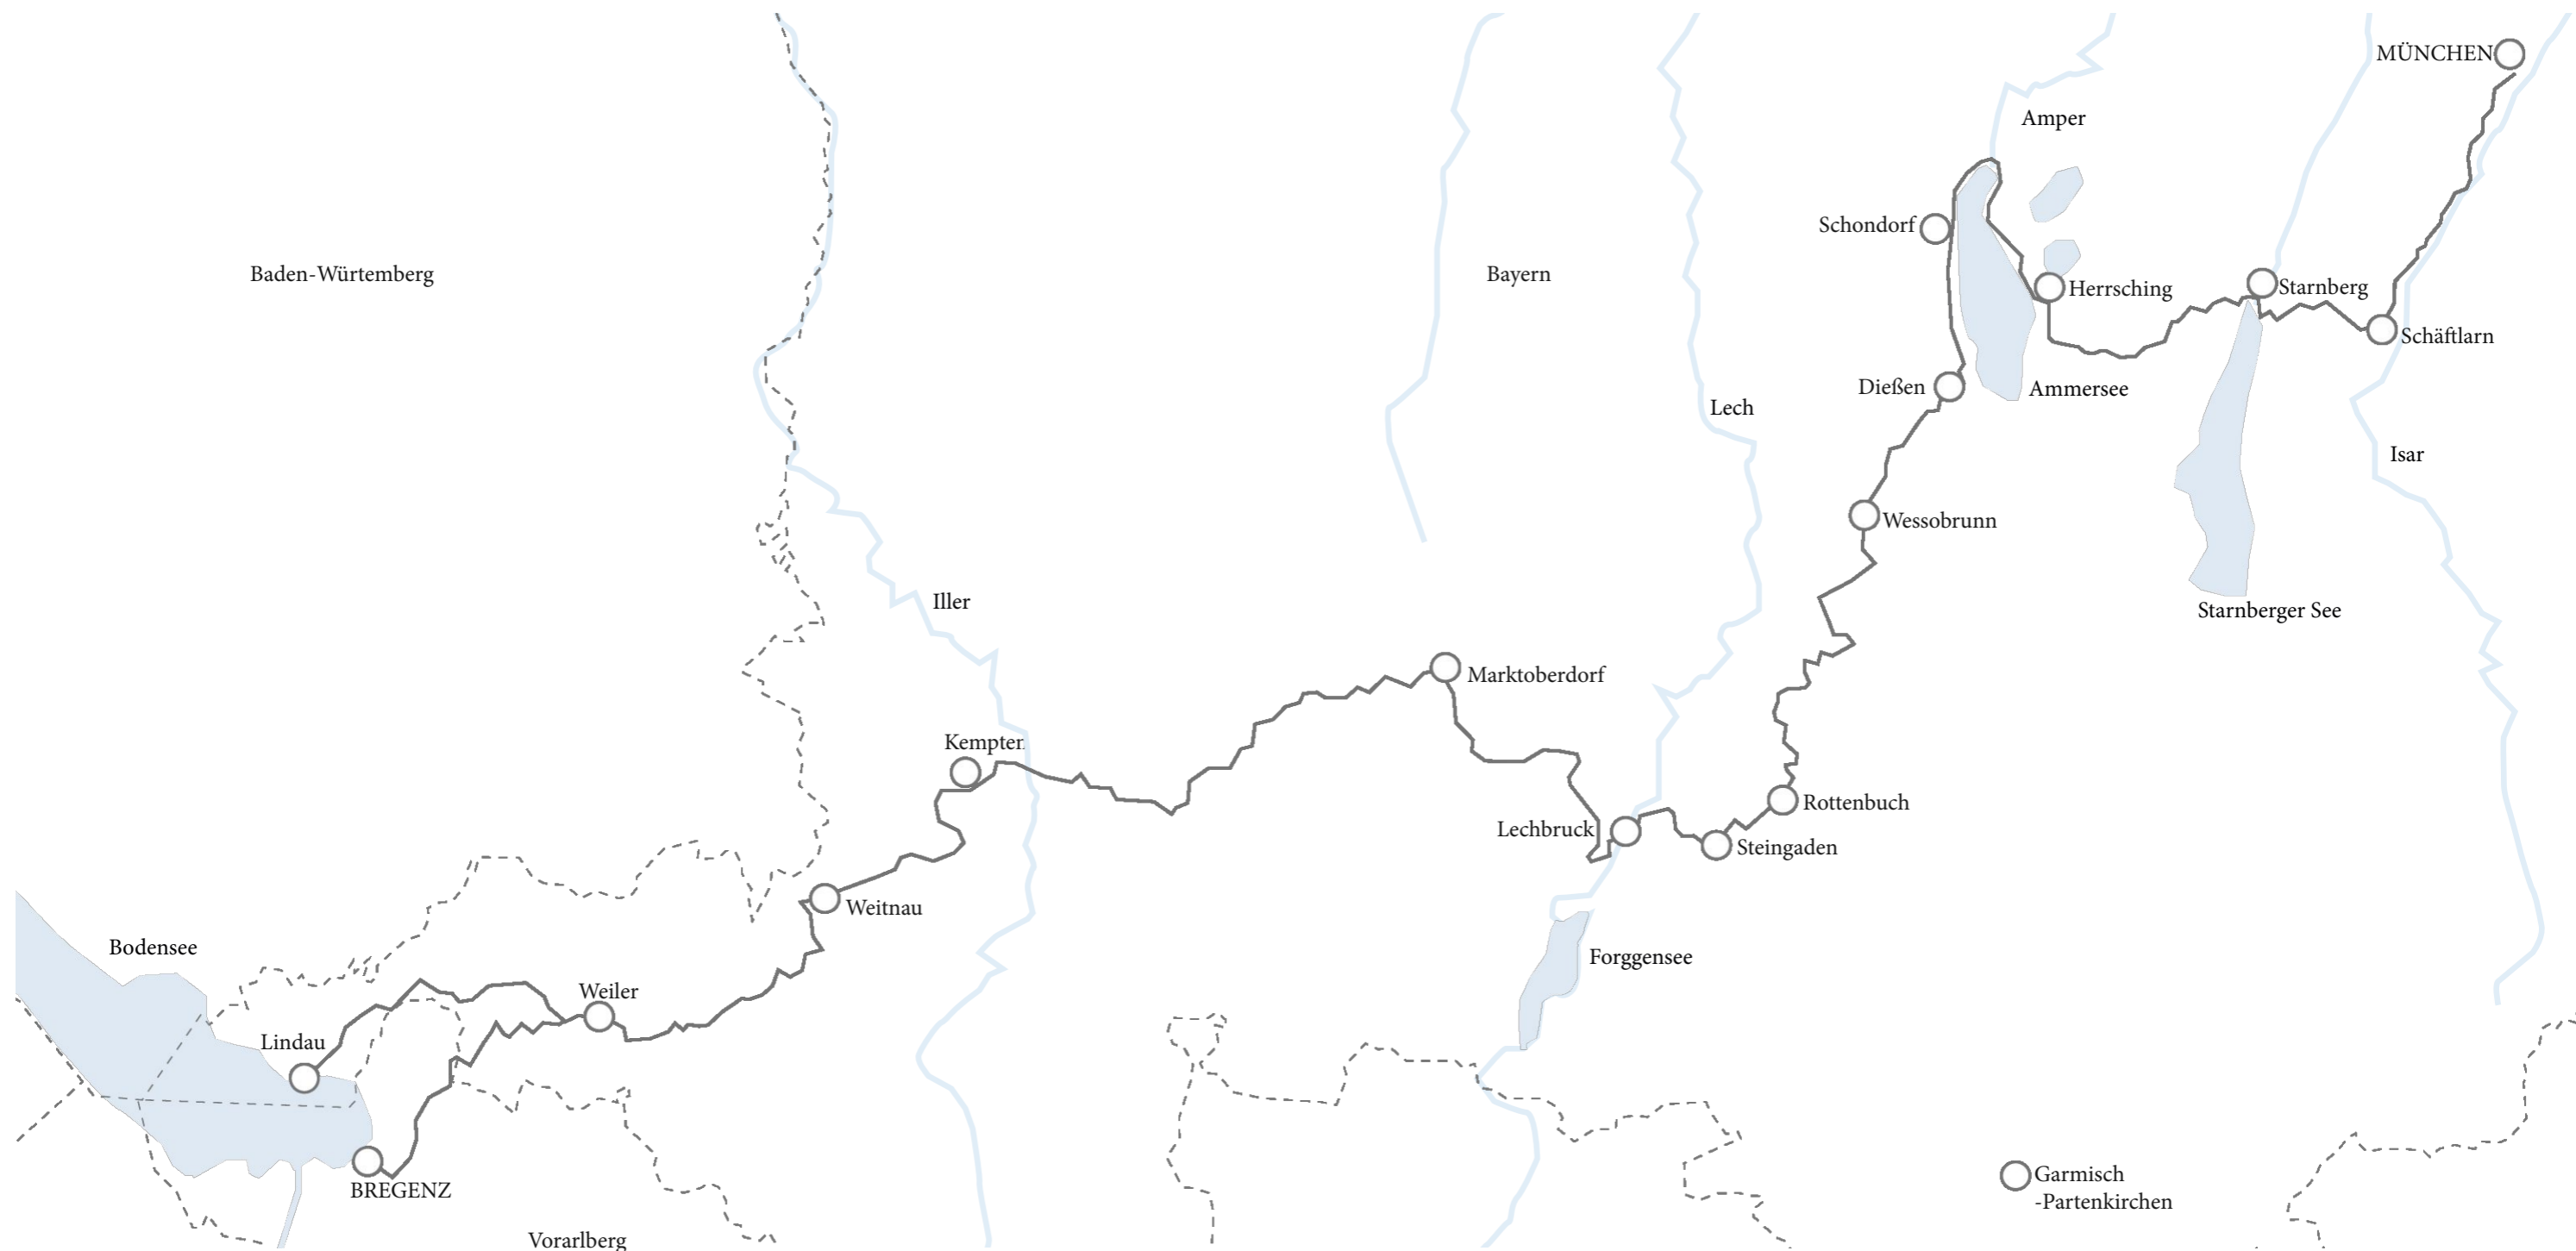 MÜNCHEN
Amper
Schondorf
Baden-Würtemberg
Bayern
Herrsching
Starnberg
Schäftlarn
Dießen
Ammersee
Lech
Isar
Wessobrunn
Iller
Starnberger See
Marktoberdorf
Kempten
Rottenbuch
Lechbruck
Steingaden
Weitnau
Bodensee
Forggensee
Weiler
Lindau
Garmisch
-Partenkirchen
BREGENZ
Vorarlberg